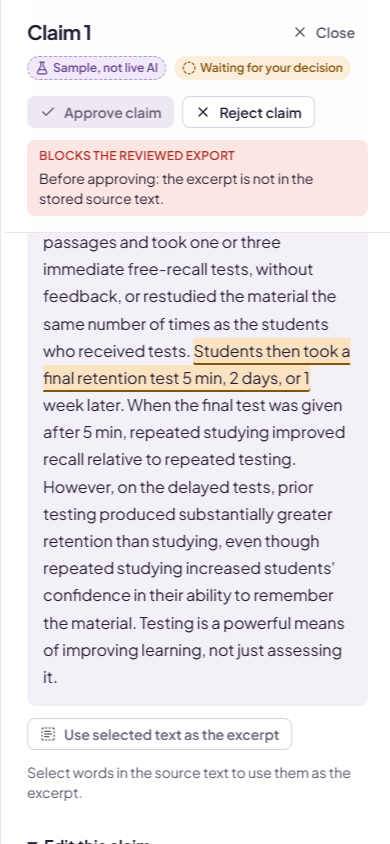 Claim 1
Close
Sample, not live AI
Waiting for your decision
Approve claim
Reject claim
BLOCKS THE REVIEWED EXPORT
Before approving: the excerpt is not in the
stored source text.
passages and took one or three
immediate free-recall tests, without
feedback, or restudied the material the
same number of times as the students
who received tests. Students then took a
final retention test 5 min, 2 days, or 1
week later. When the final test was given
after 5 min, repeated studying improved
recall relative to repeated testing.
However, on the delayed tests, prior
testing produced substantially greater
retention than studying, even though
repeated studying increased students'
confidence in their ability to remember
the material. Testing is a powerful means
of improving learning, not just assessing
it.
Use selected text as the excerpt
Select words in the source text to use them as the
excerpt.
Edit this claim